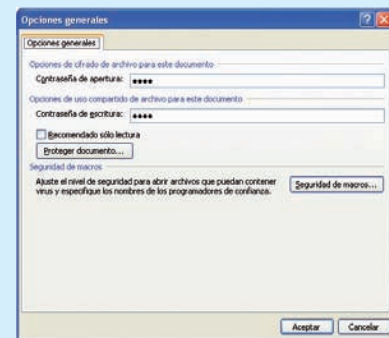 Opciones generales
Opciones generales
Opciones de cifrado de archivo para este documento
Contraseña de apertura: ●●●●
Opciones de uso compartido de archivo para este documento
Contraseña de escritura: ●●●●
Recomendado sólo lectura
Proteger documento...
Seguridad de macros
Ajuste el nivel de seguridad para abrir archivos que puedan contener
virus y especifique los nombres de los programadores de confianza.
Seguridad de macros...
Aceptar Cancelar